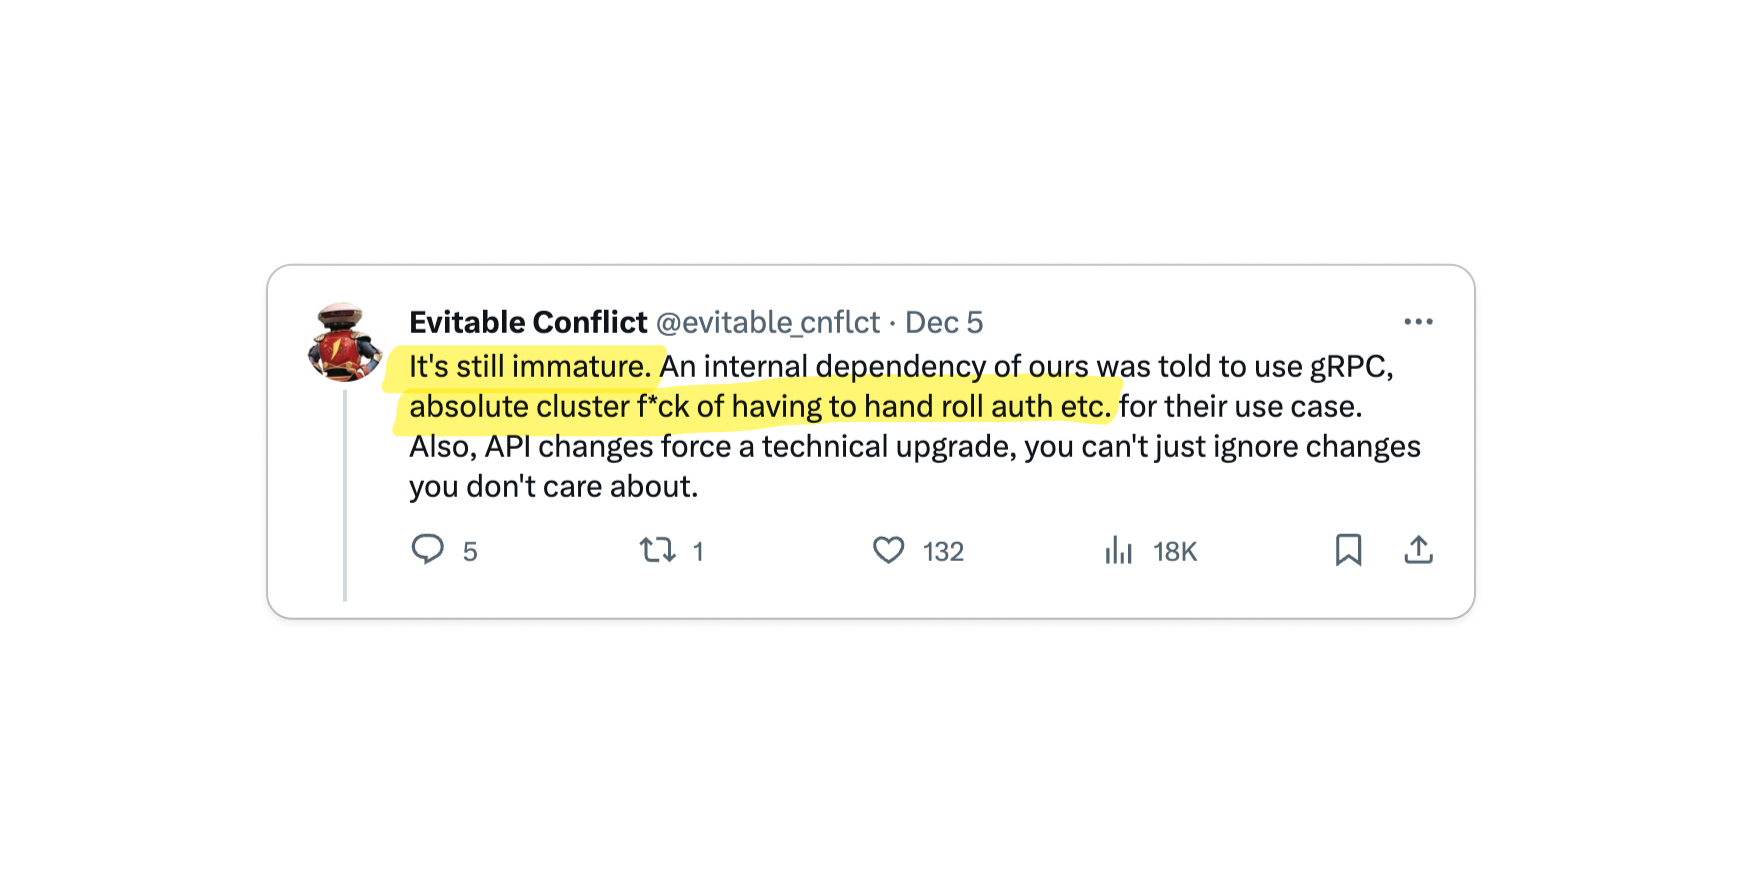 Evitable Conflict @evitable_cnflct · Dec 5
It's still immature. An internal dependency of ours was told to use gRPC,
absolute cluster f*ck of having to hand roll auth etc. for their use case.
Also, API changes force a technical upgrade, you can't just ignore changes
you don't care about.
5 1 132 18K